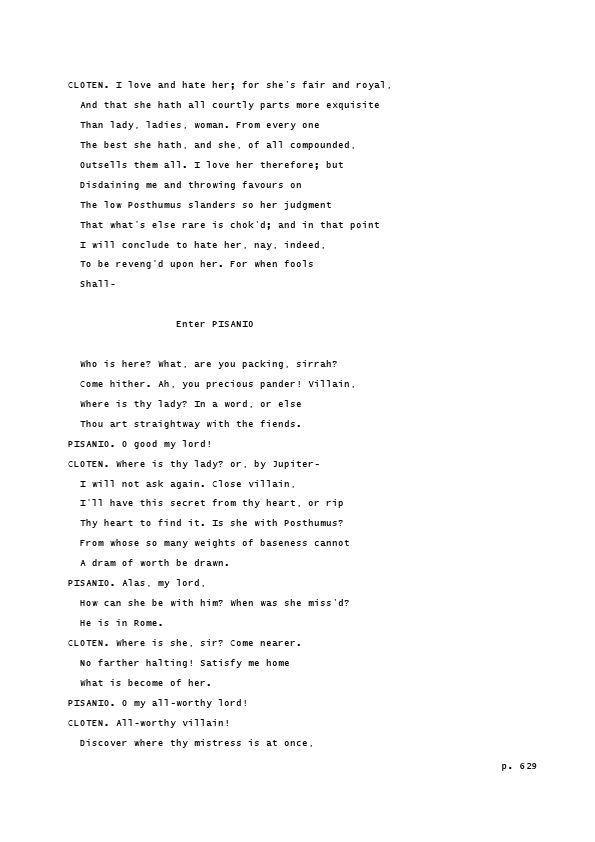 CLOTEN. I love and hate her; for she's fair and royal,
And that she hath all courtly parts more exquisite
Than lady, ladies, woman. From every one
The best she hath, and she, of all compounded,
Outsells them all. I love her therefore; but
Disdaining me and throwing favours on
The low Posthumus slanders so her judgment
That what's else rare is chok'd; and in that point
I will conclude to hate her, nay, indeed,
To be reveng'd upon her. For when fools
Shall-
Enter PISANIO
Who is here? What, are you packing, sirrah?
Come hither. Ah, you precious pander! Villain,
Where is thy lady? In a word, or else
Thou art straightway with the fiends.
PISANIO. O good my lord!
CLOTEN. Where is thy lady? or, by Jupiter-
I will not ask again. Close villain,
I'll have this secret from thy heart, or rip
Thy heart to find it. Is she with Posthumus?
From whose so many weights of baseness cannot
A dram of worth be drawn.
PISANIO. Alas, my lord,
How can she be with him? When was she miss'd?
He is in Rome.
CLOTEN. Where is she, sir? Come nearer.
No farther halting! Satisfy me home
What is become of her.
PISANIO. O my all-worthy lord!
CLOTEN. All-worthy villain!
Discover where thy mistress is at once,
p. 629